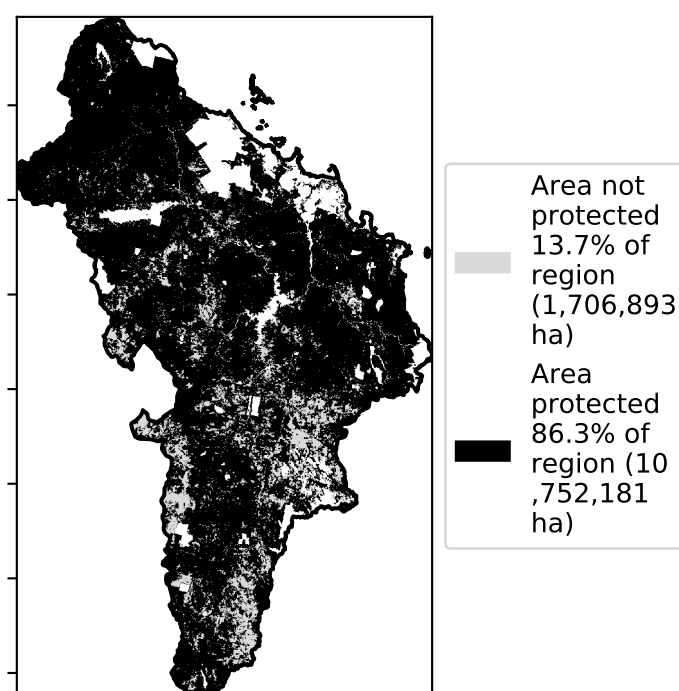 Area not
protected
13.7% of
region
(1,706,893
ha)
Area
protected
86.3% of
region (10
,752,181
ha)